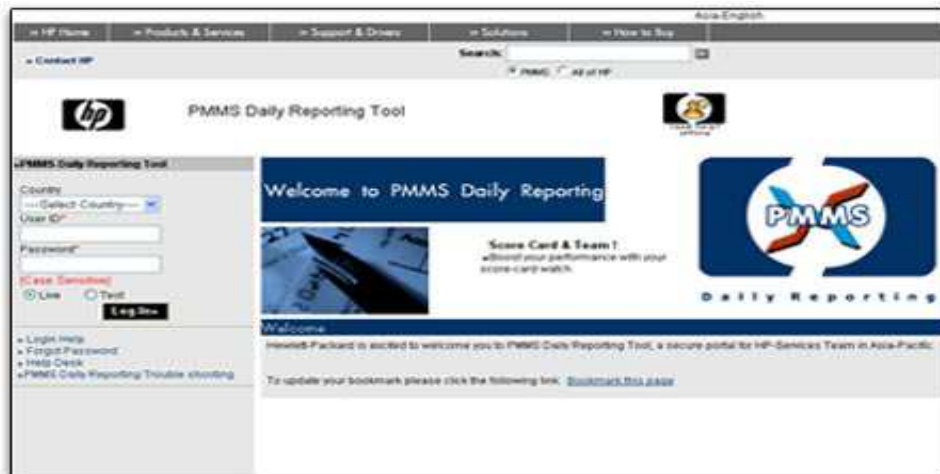 Asia-English
» HP Home
» Products & Services
» Support & Drivers
» Solutions
» How to Buy
» Contact HP
Search:
PMMS
All of HP
hp
PMMS Daily Reporting Tool
»PMMS Daily Reporting Tool
Country
---Select Country---
User ID*
Password*
[Case Sensitive]
Live
Test
Log In»
» Login Help
» Forgot Password
» Help Desk
»PMMS Daily Reporting Trouble shooting
Welcome to PMMS Daily Reporting
Score Card & Team !
»Boost your performance with your
score-card watch.
PMMS
Daily Reporting
Welcome
Hewlett-Packard is excited to welcome you to PMMS Daily Reporting Tool, a secure portal for HP-Services Team in Asia-Pacific.
To update your bookmark please click the following link. Bookmark this page